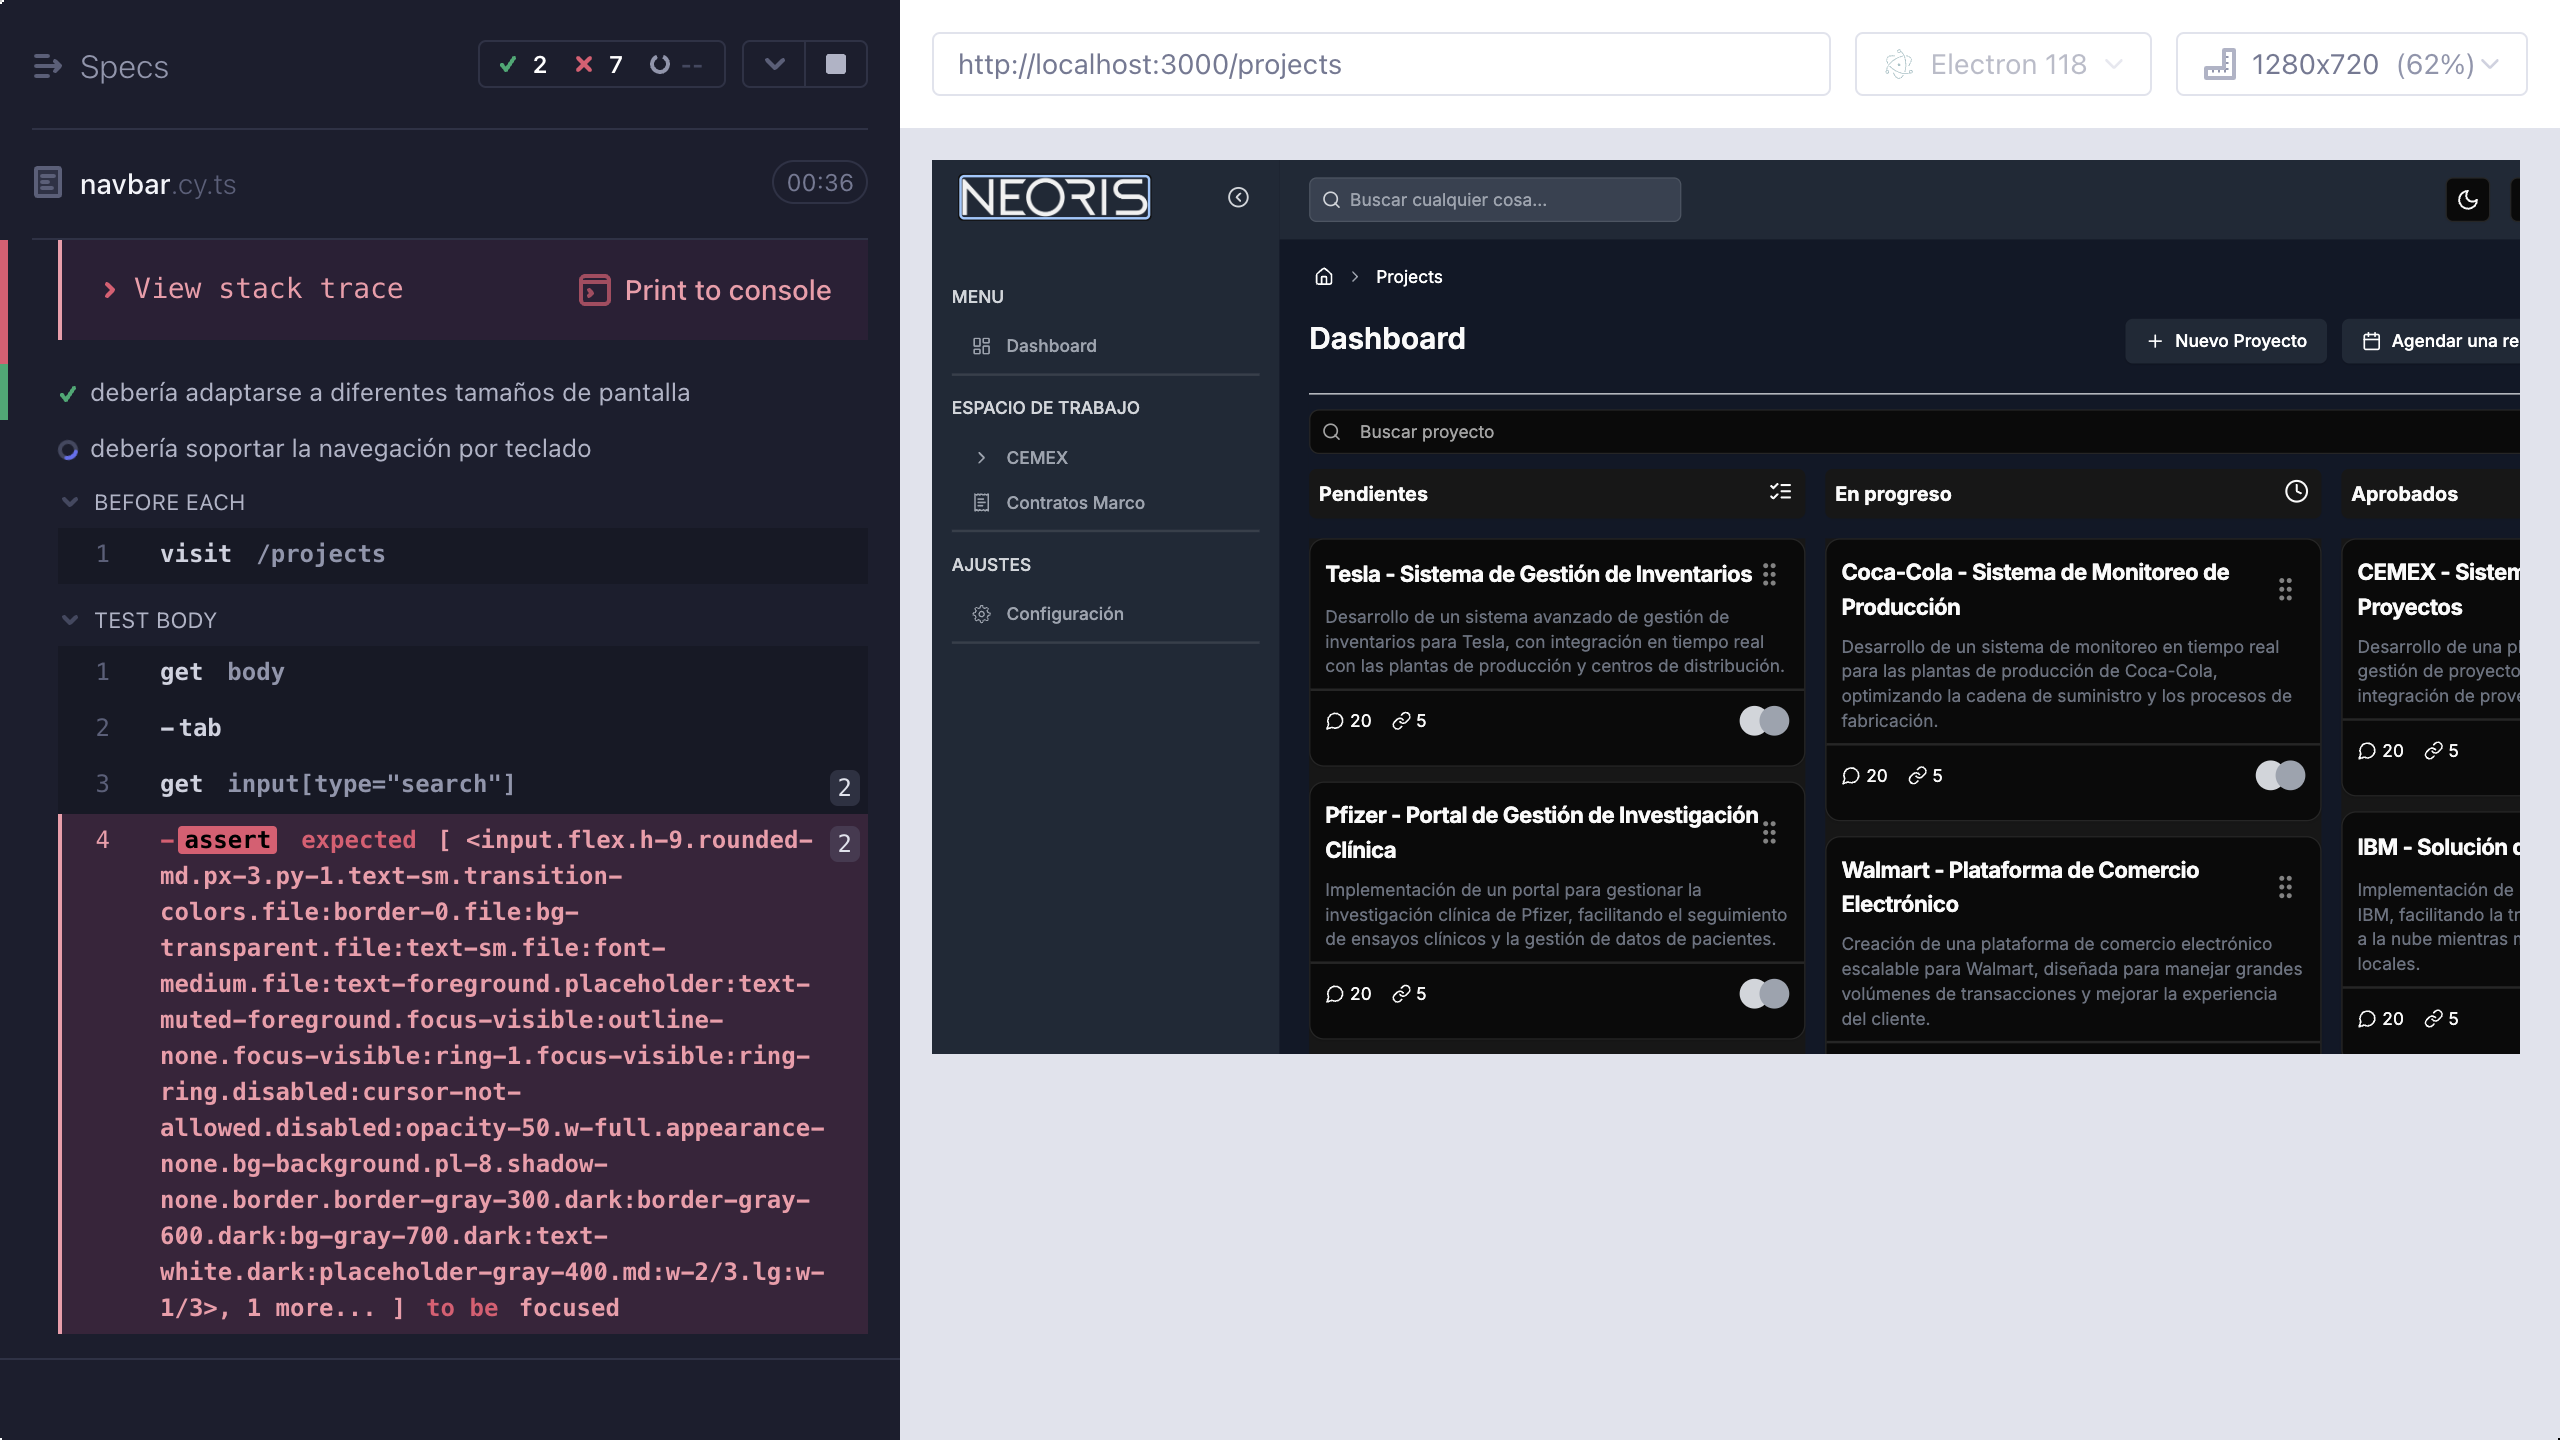 Specs
2 7 --
navbar.cy.ts
00:36
View stack trace
Print to console
debería adaptarse a diferentes tamaños de pantalla
debería soportar la navegación por teclado
BEFORE EACH
1 visit /projects
TEST BODY
1 get body
2 -tab
3 get input[type="search"] 2
4 -assert expected [ <input.flex.h-9.rounded- 2
md.px-3.py-1.text-sm.transition-
colors.file:border-0.file:bg-
transparent.file:text-sm.file:font-
medium.file:text-foreground.placeholder:text-
muted-foreground.focus-visible:outline-
none.focus-visible:ring-1.focus-visible:ring-
ring.disabled:cursor-not-
allowed.disabled:opacity-50.w-full.appearance-
none.bg-background.pl-8.shadow-
none.border.border-gray-300.dark:border-gray-
600.dark:bg-gray-700.dark:text-
white.dark:placeholder-gray-400.md:w-2/3.lg:w-
1/3>, 1 more... ] to be focused
http://localhost:3000/projects
Electron 118
1280x720 (62%)
NEORIS
MENU
Dashboard
ESPACIO DE TRABAJO
CEMEX
Contratos Marco
AJUSTES
Configuración
Buscar cualquier cosa...
Projects
Dashboard
Nuevo Proyecto
Agendar una re
Buscar proyecto
Pendientes
Tesla - Sistema de Gestión de Inventarios
Desarrollo de un sistema avanzado de gestión de
inventarios para Tesla, con integración en tiempo real
con las plantas de producción y centros de distribución.
20 5
Pfizer - Portal de Gestión de Investigación
Clínica
Implementación de un portal para gestionar la
investigación clínica de Pfizer, facilitando el seguimiento
de ensayos clínicos y la gestión de datos de pacientes.
20 5
En progreso
Coca-Cola - Sistema de Monitoreo de
Producción
Desarrollo de un sistema de monitoreo en tiempo real
para las plantas de producción de Coca-Cola,
optimizando la cadena de suministro y los procesos de
fabricación.
20 5
Walmart - Plataforma de Comercio
Electrónico
Creación de una plataforma de comercio electrónico
escalable para Walmart, diseñada para manejar grandes
volúmenes de transacciones y mejorar la experiencia
del cliente.
Aprobados
CEMEX - Sistem
Proyectos
Desarrollo de una pl
gestión de proyecto
integración de prove
20 5
IBM - Solución d
Implementación de
IBM, facilitando la tr
a la nube mientras m
locales.
20 5